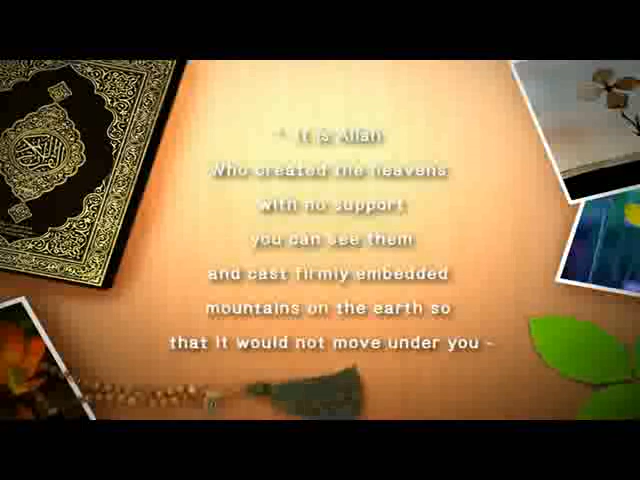 - It is Allah
Who created the heavens
with no support
you can see them
and cast firmly embedded
mountains on the earth so
that it would not move under you -